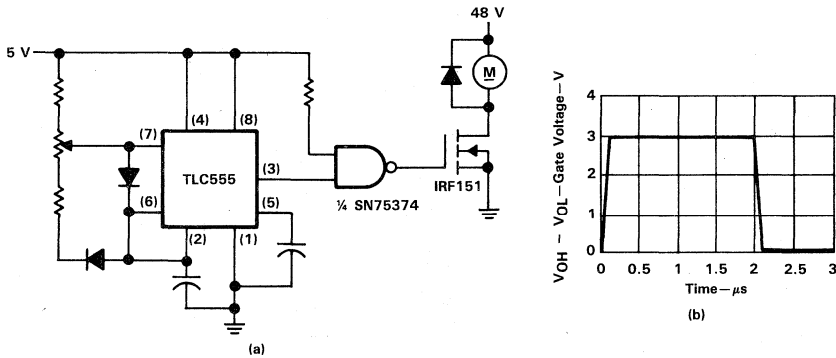 48 V
5 V
(4)
(8)
(7)
M
TLC555
(3)
(6)
(5)
IRF151
¼ SN75374
(2)
(1)
(a)
VOH – VOL—Gate Voltage—V
4
3
2
1
0
0 0.5 1 1.5 2 2.5 3
Time—μs
(b)